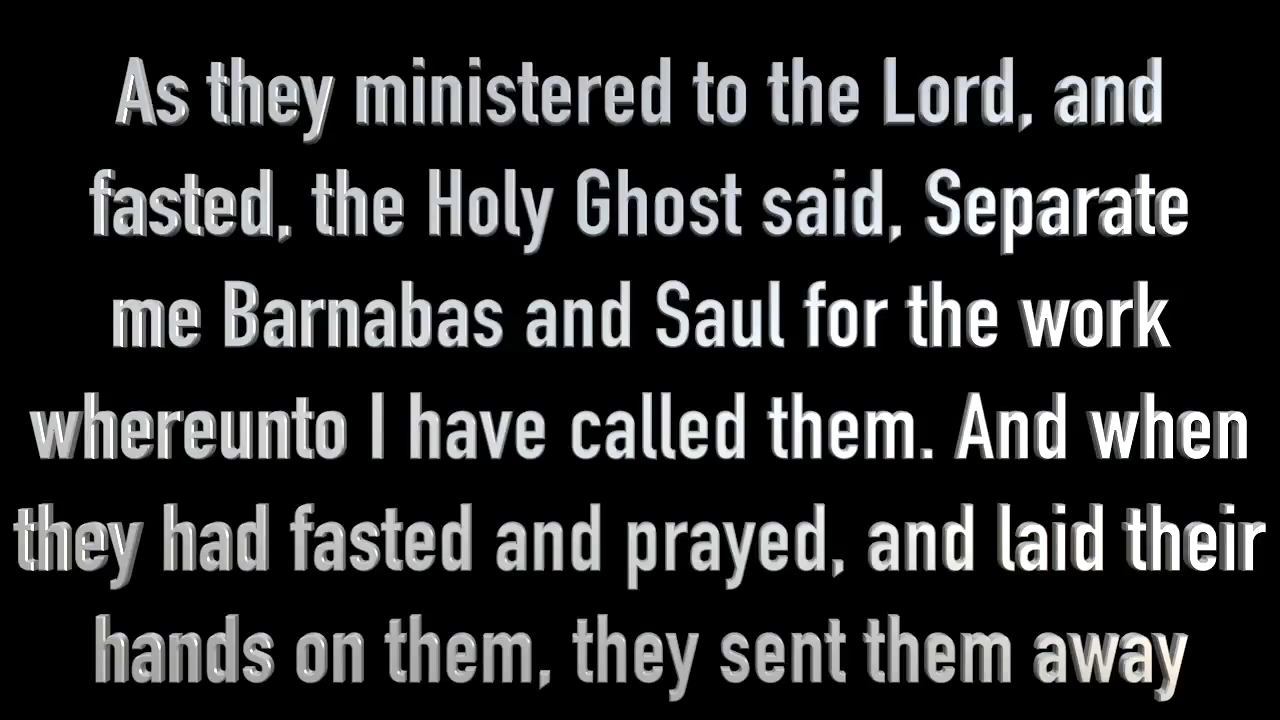 As they ministered to the Lord, and
fasted, the Holy Ghost said, Separate
me Barnabas and Saul for the work
whereunto I have called them. And when
they had fasted and prayed, and laid their
hands on them, they sent them away